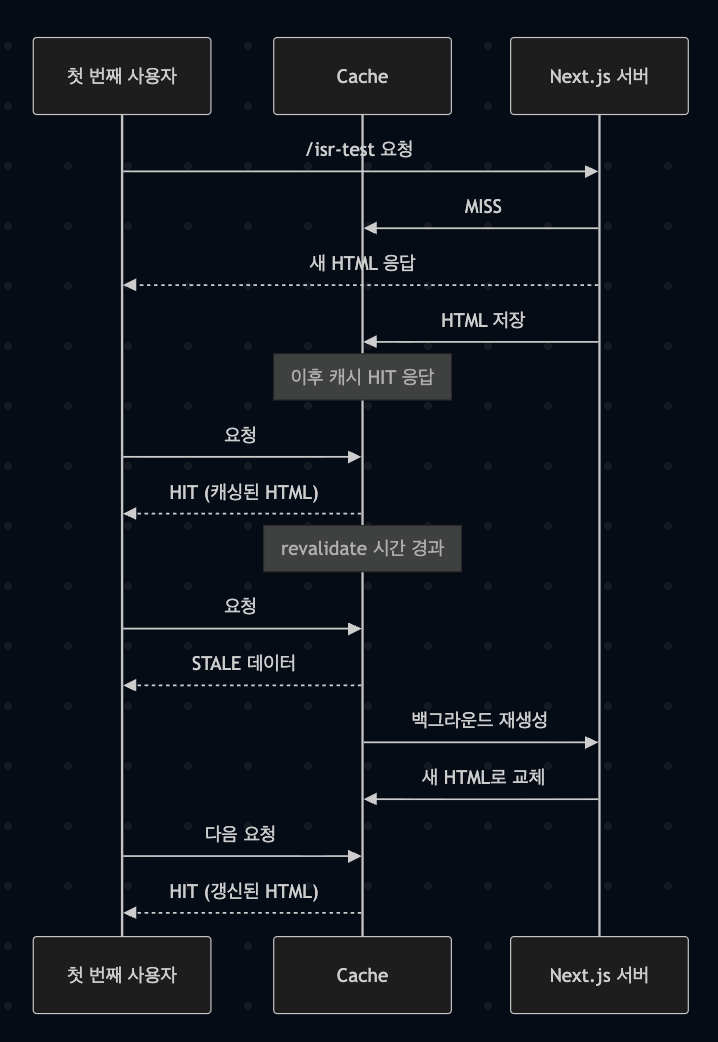 첫 번째 사용자
Cache
Next.js 서버
/isr-test 요청
MISS
새 HTML 응답
HTML 저장
이후 캐시 HIT 응답
요청
HIT (캐싱된 HTML)
revalidate 시간 경과
요청
STALE 데이터
백그라운드 재생성
새 HTML로 교체
다음 요청
HIT (갱신된 HTML)
첫 번째 사용자
Cache
Next.js 서버